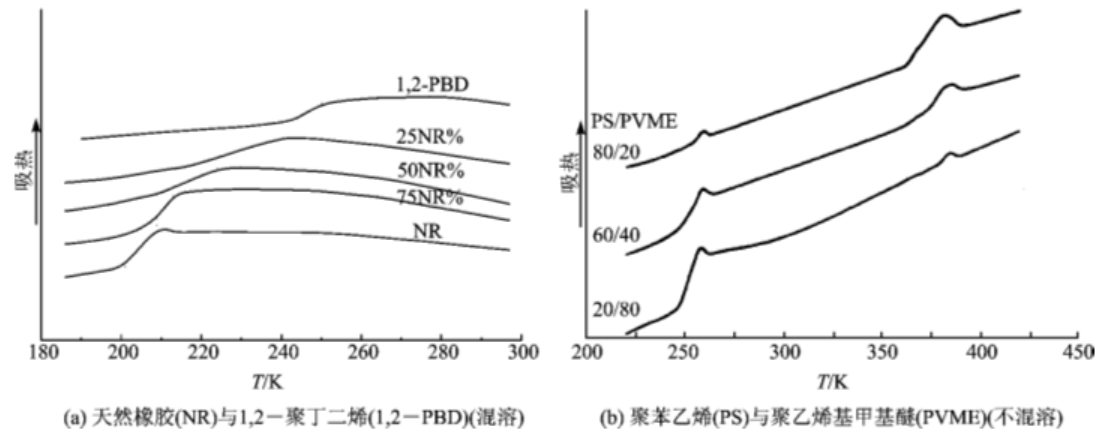 1,2-PBD
25NR%
50NR%
75NR%
NR
吸热
180 200 220 240 260 280 300
T/K
(a) 天然橡胶(NR)与1,2－聚丁二烯(1,2－PBD)(混溶)
PS/PVME
80/20
60/40
20/80
吸热
200 250 300 350 400 450
T/K
(b) 聚苯乙烯(PS)与聚乙烯基甲基醚(PVME)(不混溶)